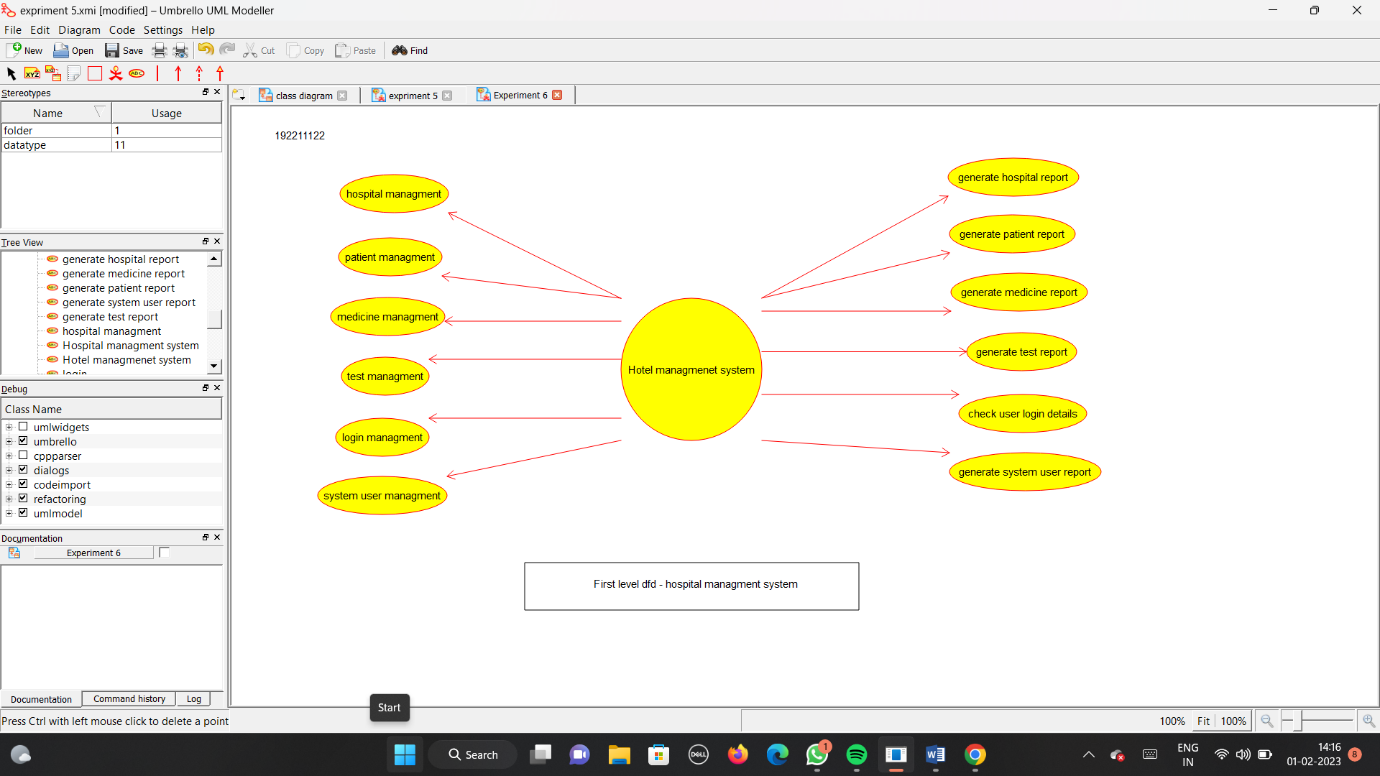 expriment 5.xmi [modified] – Umbrello UML Modeller
File Edit Diagram Code Settings Help
New Open Save Cut Copy Paste Find
XYZ ABC
Stereotypes
Name Usage
folder 1
datatype 11
Tree View
generate hospital report
generate medicine report
generate patient report
generate system user report
generate test report
hospital managment
Hospital managment system
Hotel managmenet system
login
Debug
Class Name
umlwidgets
umbrello
cppparser
dialogs
codeimport
refactoring
umlmodel
Documentation
Experiment 6
Documentation Command history Log
class diagram expriment 5 Experiment 6
192211122
hospital managment
patient managment
medicine managment
test managment
login managment
system user managment
Hotel managmenet system
generate hospital report
generate patient report
generate medicine report
generate test report
check user login details
generate system user report
First level dfd - hospital managment system
Start
Press Ctrl with left mouse click to delete a point
100% Fit 100%
Search
DELL
1
W
ENG
IN
14:16
01-02-2023
8